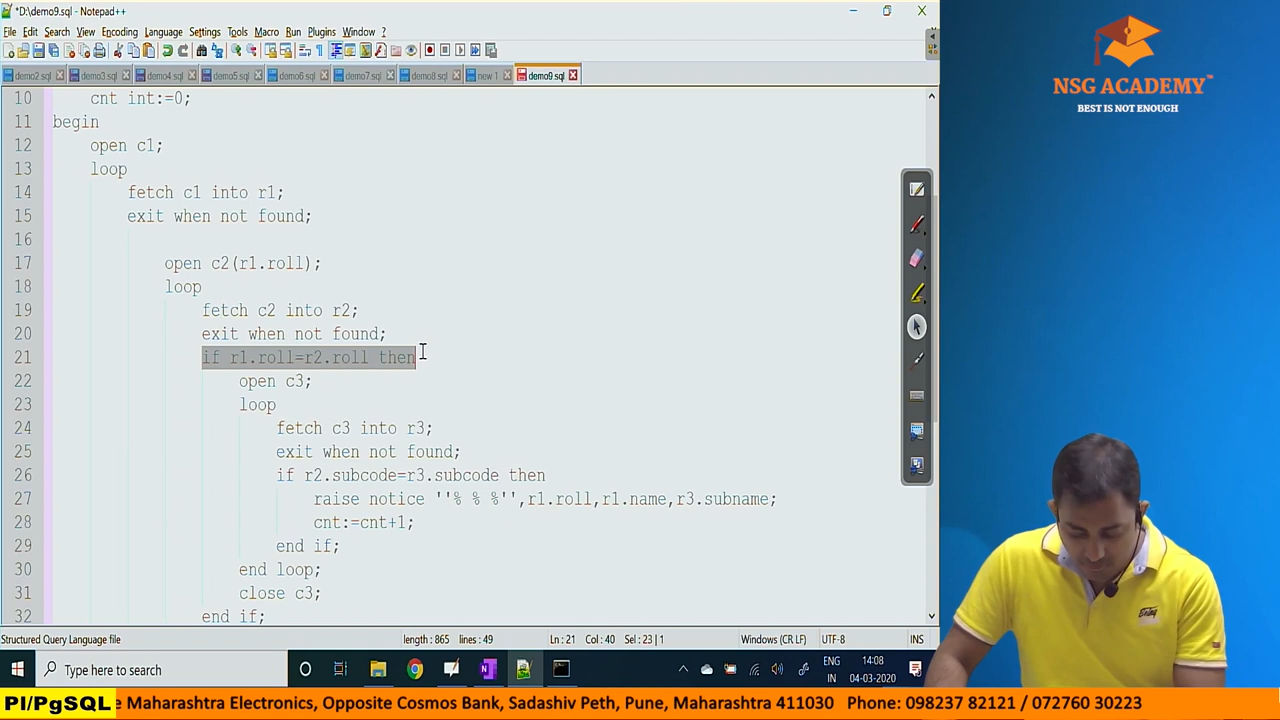 *D:\demo9.sql - Notepad++
File Edit Search View Encoding Language Settings Tools Macro Run Plugins Window ?
demo2.sql demo3.sql demo4.sql demo5.sql demo6.sql demo7.sql demo8.sql new 1 demo9.sql
10 cnt int:=0;
11 begin
12 open c1;
13 loop
14 fetch c1 into r1;
15 exit when not found;
16
17 open c2(r1.roll);
18 loop
19 fetch c2 into r2;
20 exit when not found;
21 if r1.roll=r2.roll then
22 open c3;
23 loop
24 fetch c3 into r3;
25 exit when not found;
26 if r2.subcode=r3.subcode then
27 raise notice ''% % %'',r1.roll,r1.name,r3.subname;
28 cnt:=cnt+1;
29 end if;
30 end loop;
31 close c3;
32 end if;
Structured Query Language file length : 865 lines : 49 Ln : 21 Col : 40 Sel : 23 | 1 Windows (CR LF) UTF-8 INS
Type here to search
ENG
IN
14:08
04-03-2020
NSG ACADEMY™
BEST IS NOT ENOUGH
Pl/PgSQL
e Maharashtra Electronics, Opposite Cosmos Bank, Sadashiv Peth, Pune, Maharashtra 411030 Phone: 098237 82121 / 072760 30223